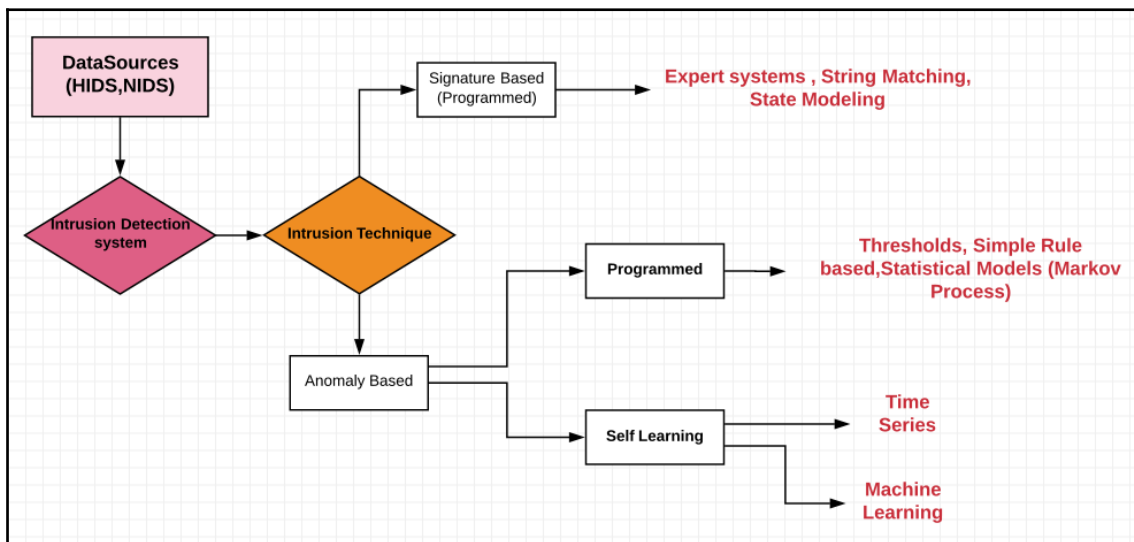 DataSources
(HIDS,NIDS)
Signature Based
(Programmed)
Expert systems , String Matching,
State Modeling
Intrusion Detection
system
Intrusion Technique
Programmed
Thresholds, Simple Rule
based,Statistical Models (Markov
Process)
Anomaly Based
Self Learning
Time
Series
Machine
Learning